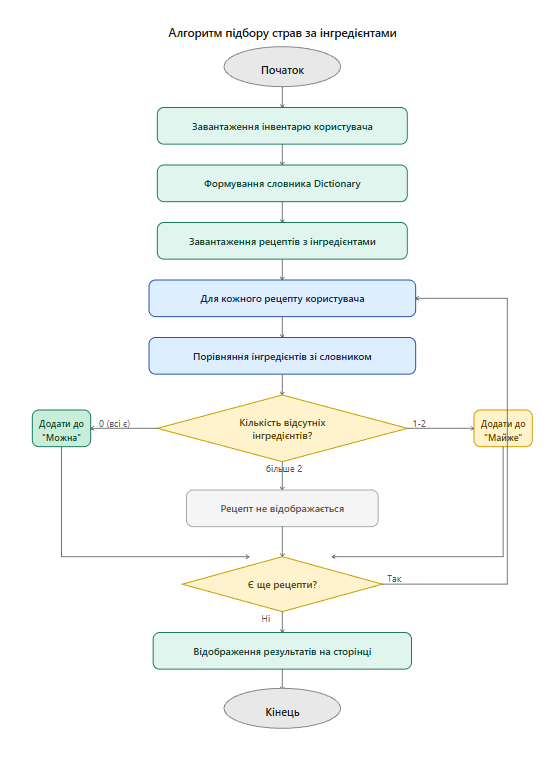 Алгоритм підбору страв за інгредієнтами
Початок
Завантаження інвентарю користувача
Формування словника Dictionary
Завантаження рецептів з інгредієнтами
Для кожного рецепту користувача
Порівняння інгредієнтів зі словником
Кількість відсутніх
інгредієнтів?
0 (всі є)
1-2
Додати до
"Можна"
Додати до
"Майже"
більше 2
Рецепт не відображається
Є ще рецепти?
Так
Ні
Відображення результатів на сторінці
Кінець